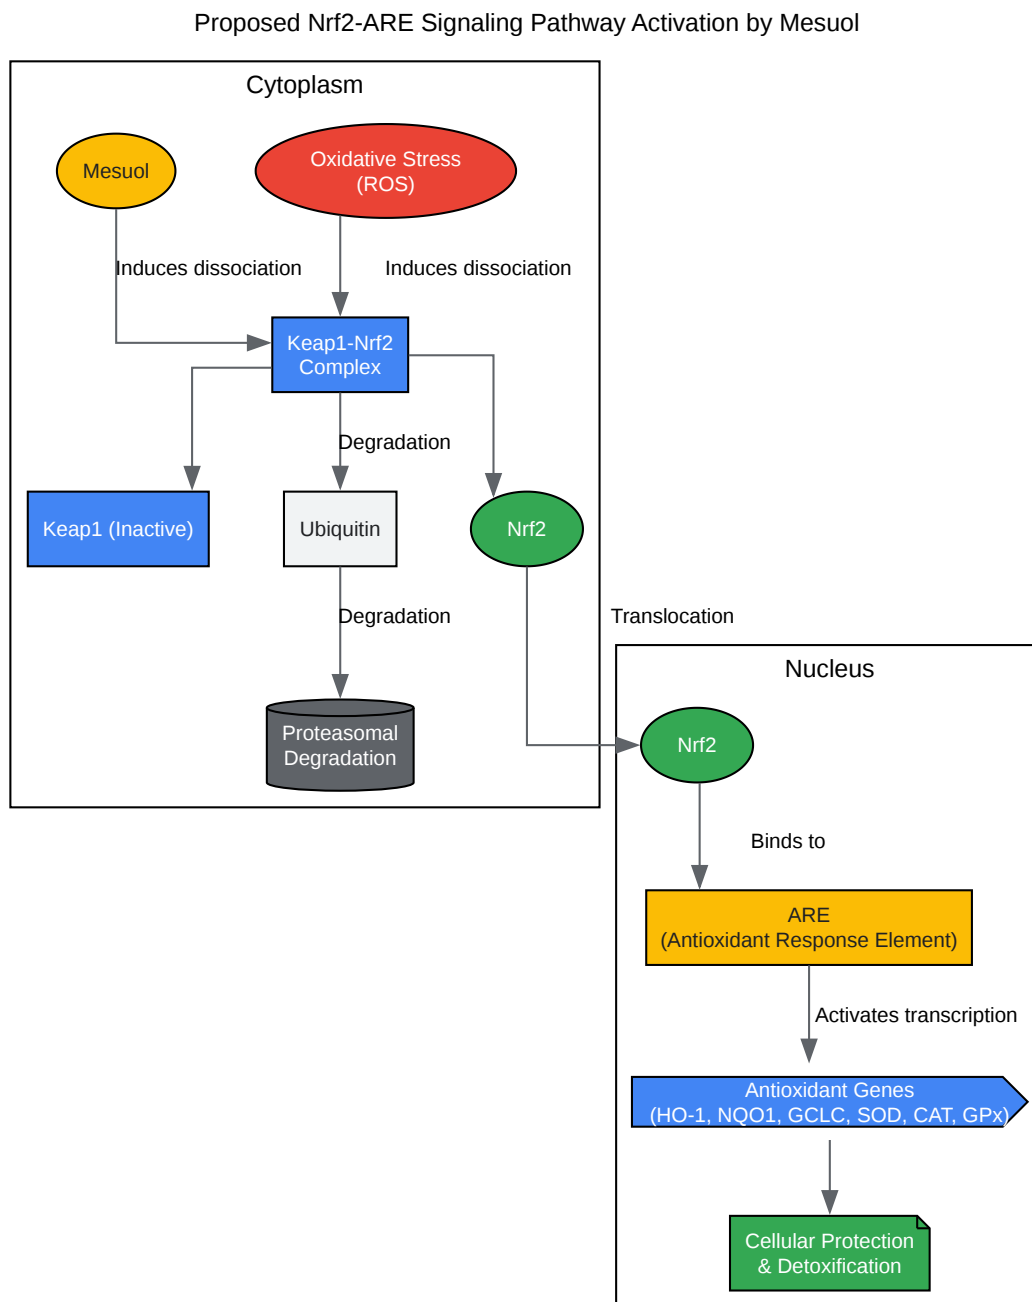 Proposed Nrf2-ARE Signaling Pathway Activation by Mesuol
Cytoplasm
Mesuol
Oxidative Stress
(ROS)
Induces dissociation
Induces dissociation
Keap1-Nrf2
Complex
Degradation
Keap1 (Inactive)
Ubiquitin
Nrf2
Degradation
Translocation
Proteasomal
Degradation
Nucleus
Nrf2
Binds to
ARE
(Antioxidant Response Element)
Activates transcription
Antioxidant Genes
(HO-1, NQO1, GCLC, SOD, CAT, GPx)
Cellular Protection
& Detoxification